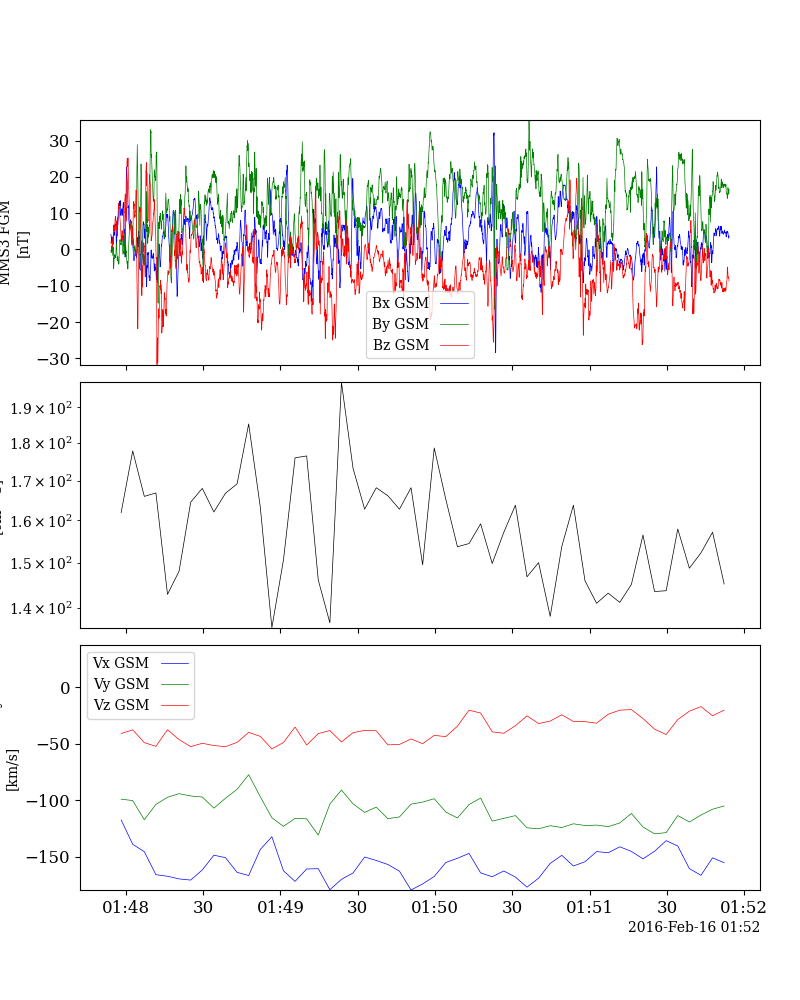 MMS3 FGM
[nT]
30
20
10
0
−10
−20
−30
Bx GSM
By GSM
Bz GSM
1.9 × 10²
1.8 × 10²
1.7 × 10²
1.6 × 10²
1.5 × 10²
1.4 × 10²
Vx GSM
Vy GSM
Vz GSM
[km/s]
0
−50
−100
−150
01:48 30 01:49 30 01:50 30 01:51 30 01:52
2016-Feb-16 01:52